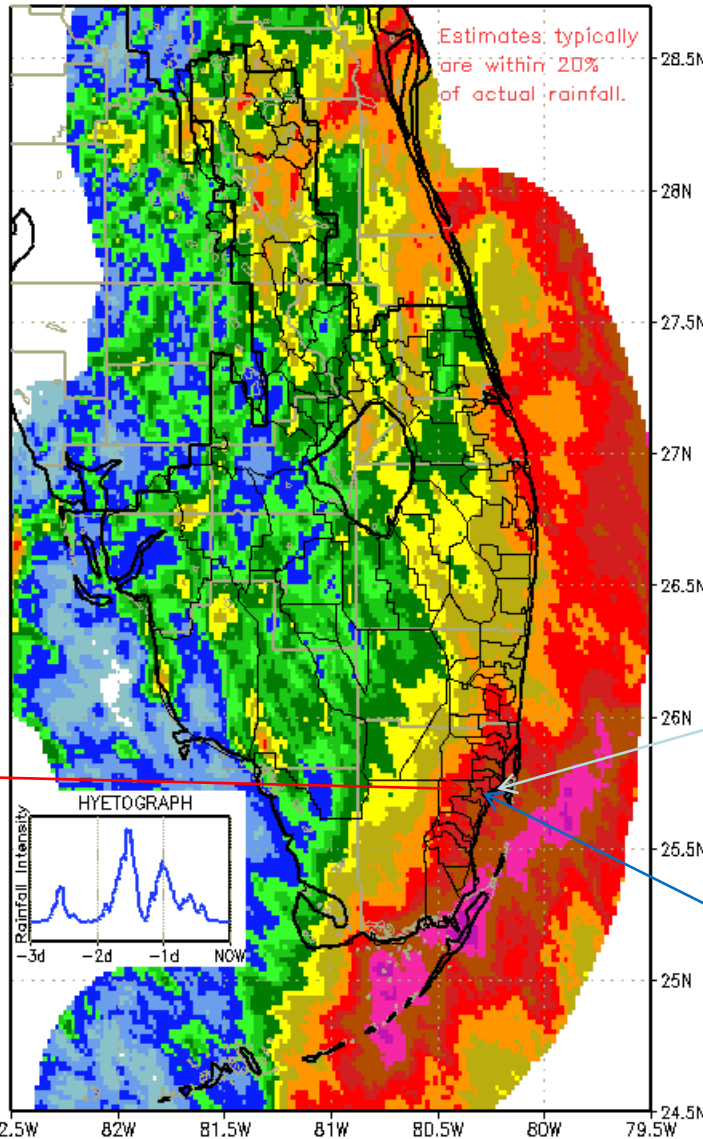 Estimates typically
are within 20%
of actual rainfall.
28.5N
28N
27.5N
27N
26.5N
26N
25.5N
25N
24.5N
HYETOGRAPH
Rainfall Intensity
-3d -2d -1d NOW
2.5W 82W 81.5W 81W 80.5W 80W 79.5W